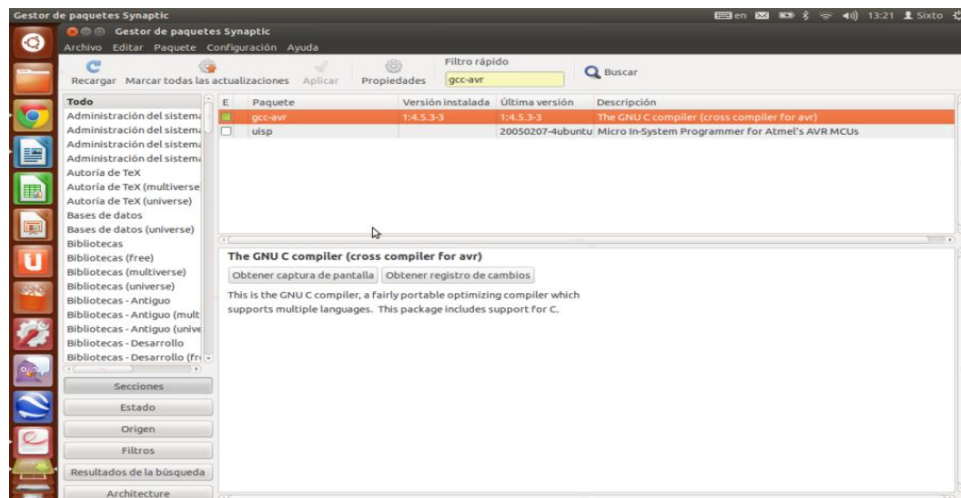 Gestor de paquetes Synaptic
en 13:21 Sixto
Gestor de paquetes Synaptic
Archivo Editar Paquete Configuración Ayuda
Filtro rápido
Recargar Marcar todas las actualizaciones Aplicar Propiedades gcc-avr Buscar
Todo
Administración del sistema
Administración del sistema
Administración del sistema
Administración del sistema
Autoría de TeX
Autoría de TeX (multiverse
Autoría de TeX (universe)
Bases de datos
Bases de datos (universe)
Bibliotecas
Bibliotecas (free)
Bibliotecas (multiverse)
Bibliotecas (universe)
Bibliotecas - Antiguo
Bibliotecas - Antiguo (mult
Bibliotecas - Antiguo (unive
Bibliotecas - Desarrollo
Bibliotecas - Desarrollo (fre
Secciones
Estado
Origen
Filtros
Resultados de la búsqueda
Architecture
E Paquete Versión instalada Última versión Descripción
gcc-avr 1:4.5.3-3 1:4.5.3-3 The GNU C compiler (cross compiler for avr)
uisp 20050207-4ubuntu Micro In-System Programmer for Atmel's AVR MCUs
The GNU C compiler (cross compiler for avr)
Obtener captura de pantalla Obtener registro de cambios
This is the GNU C compiler, a fairly portable optimizing compiler which
supports multiple languages. This package includes support for C.